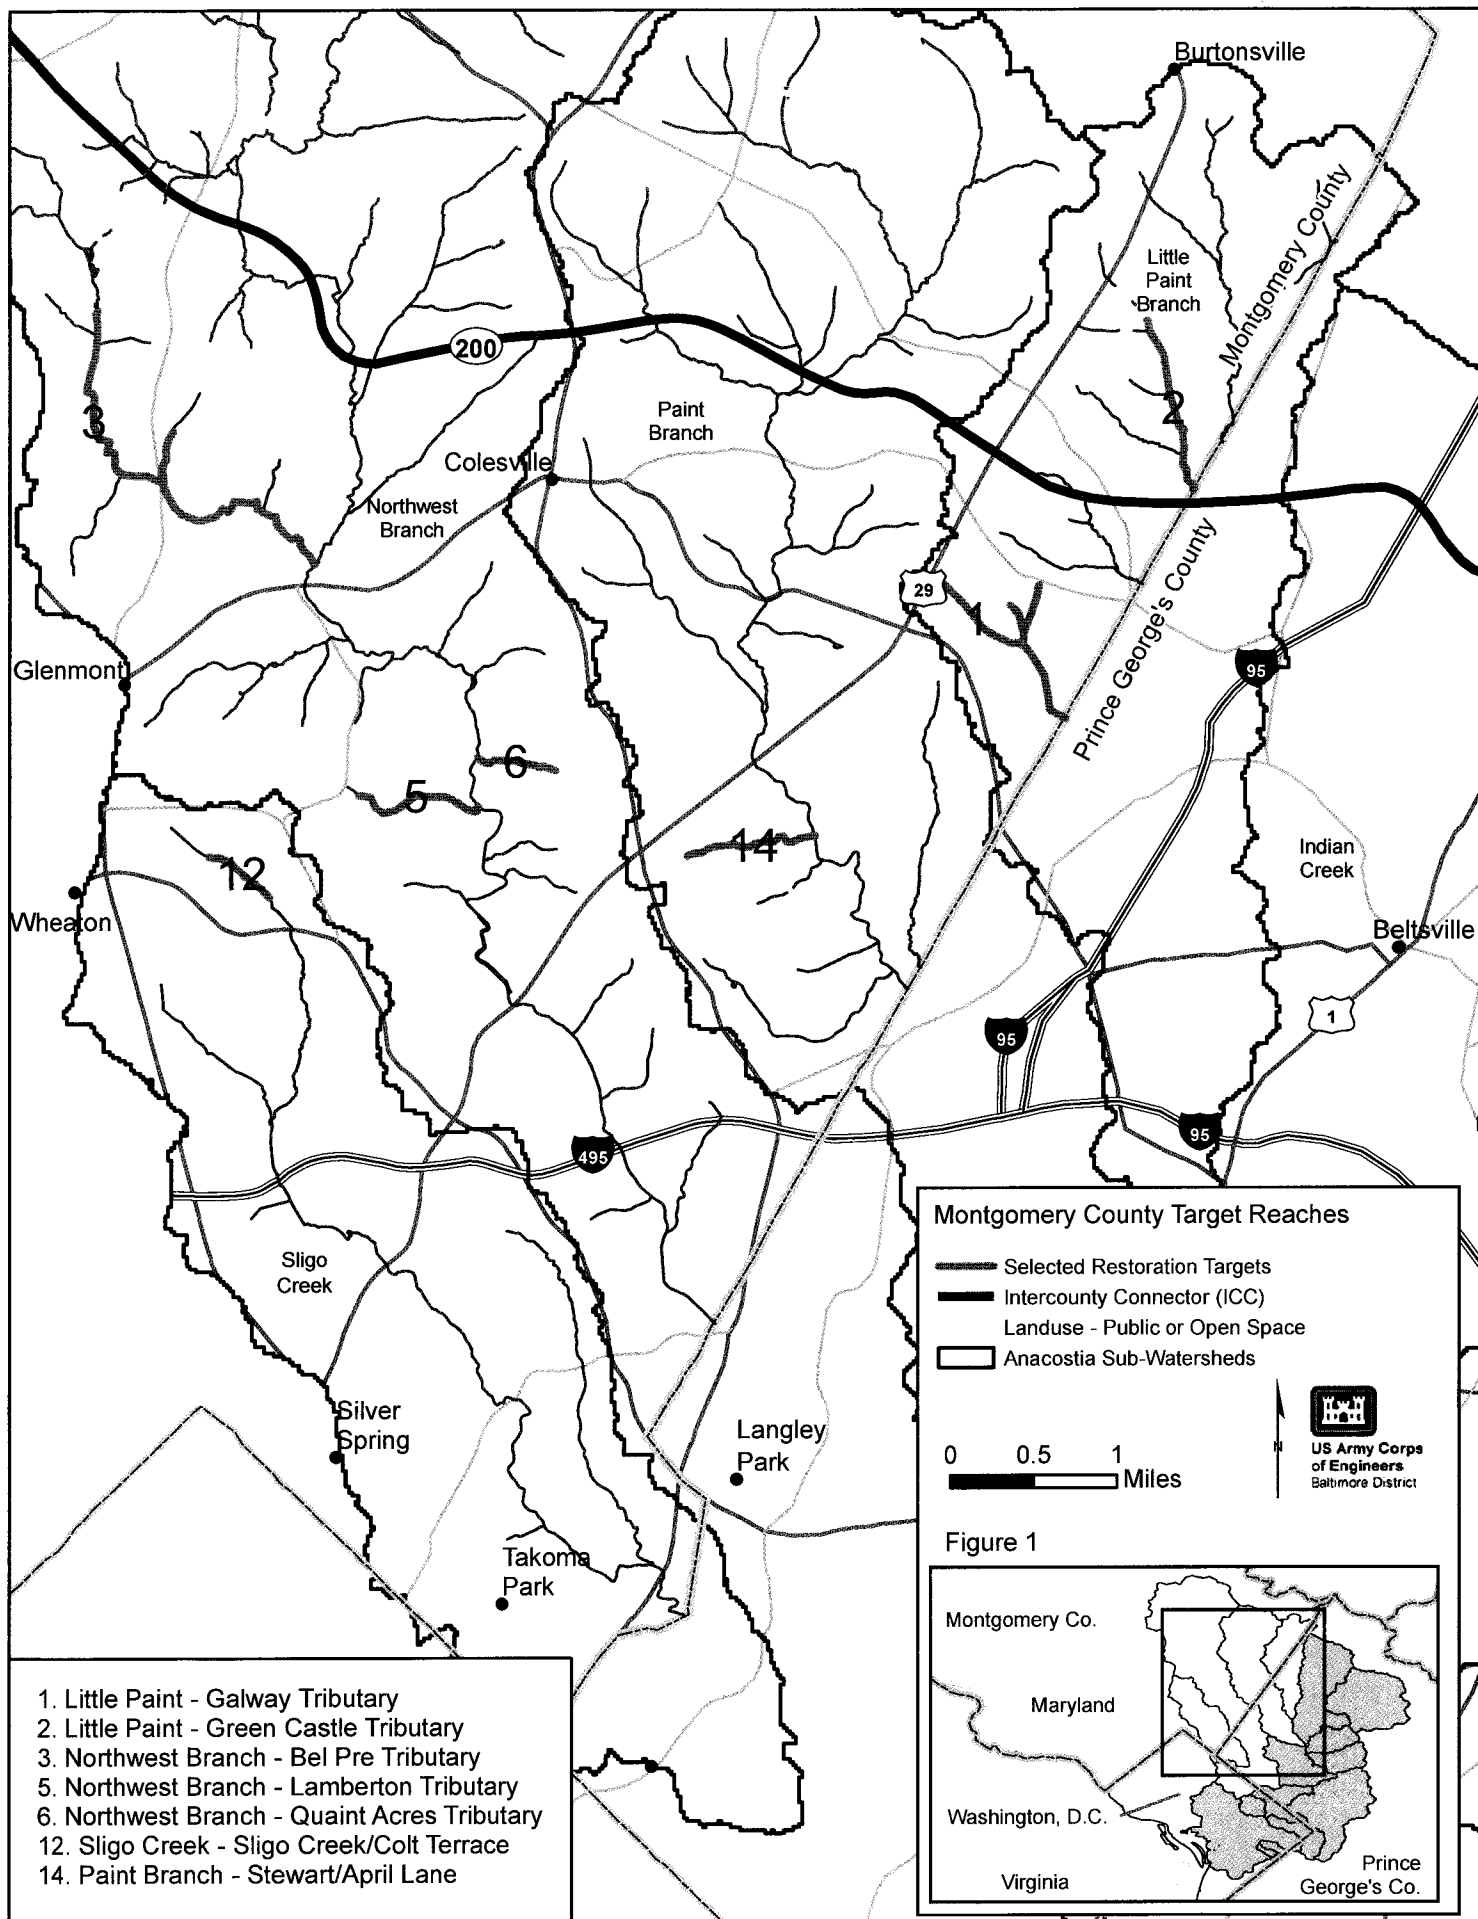 Burtonsville
Montgomery County
Little
Paint
Branch
200
3
2
Paint
Branch
Colesville
Northwest
Branch
29
1
Prince George's County
95
Glenmont
6
5
14
12
Indian
Creek
Wheaton
Beltsville
1
95
95
495
Sligo
Creek
Silver
Spring
Langley
Park
Takoma
Park
Montgomery County Target Reaches
Selected Restoration Targets
Intercounty Connector (ICC)
Landuse - Public or Open Space
Anacostia Sub-Watersheds
0 0.5 1
Miles
N
US Army Corps
of Engineers
Baltimore District
Figure 1
Montgomery Co.
Maryland
Washington, D.C.
Virginia
Prince
George's Co.
1. Little Paint - Galway Tributary
2. Little Paint - Green Castle Tributary
3. Northwest Branch - Bel Pre Tributary
5. Northwest Branch - Lamberton Tributary
6. Northwest Branch - Quaint Acres Tributary
12. Sligo Creek - Sligo Creek/Colt Terrace
14. Paint Branch - Stewart/April Lane